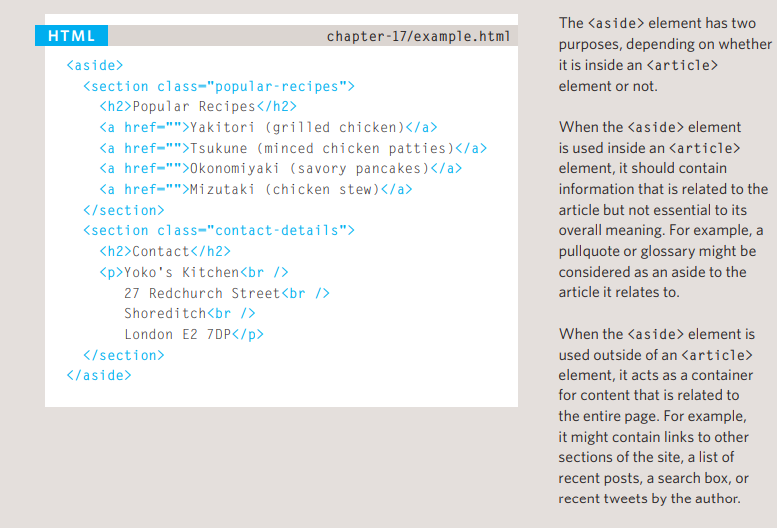 HTML
chapter-17/example.html
<aside>
<section class="popular-recipes">
<h2>Popular Recipes</h2>
<a href="">Yakitori (grilled chicken)</a>
<a href="">Tsukune (minced chicken patties)</a>
<a href="">Okonomiyaki (savory pancakes)</a>
<a href="">Mizutaki (chicken stew)</a>
</section>
<section class="contact-details">
<h2>Contact</h2>
<p>Yoko's Kitchen<br />
27 Redchurch Street<br />
Shoreditch<br />
London E2 7DP</p>
</section>
</aside>
The <aside> element has two
purposes, depending on whether
it is inside an <article>
element or not.
When the <aside> element
is used inside an <article>
element, it should contain
information that is related to the
article but not essential to its
overall meaning. For example, a
pullquote or glossary might be
considered as an aside to the
article it relates to.
When the <aside> element is
used outside of an <article>
element, it acts as a container
for content that is related to
the entire page. For example,
it might contain links to other
sections of the site, a list of
recent posts, a search box, or
recent tweets by the author.